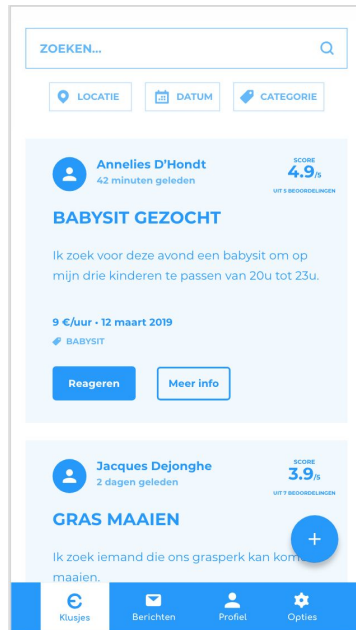 ZOEKEN...
LOCATIE DATUM CATEGORIE
Annelies D'Hondt
42 minuten geleden
SCORE
4.9/5
UIT 5 BEOORDELINGEN
BABYSIT GEZOCHT
Ik zoek voor deze avond een babysit om op
mijn drie kinderen te passen van 20u tot 23u.
9 €/uur • 12 maart 2019
BABYSIT
Reageren Meer info
Jacques Dejonghe
2 dagen geleden
SCORE
3.9/5
UIT 7 BEOORDELINGEN
GRAS MAAIEN
Ik zoek iemand die ons grasperk kan
maaien.
+
Klusjes Berichten Profiel Opties